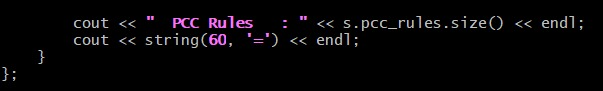 cout << "  PCC Rules   : " << s.pcc_rules.size() << endl;
cout << string(60, '=') << endl;
}
};